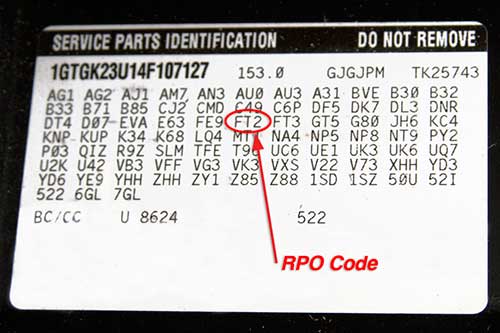 SERVICE PARTS IDENTIFICATION DO NOT REMOVE
1GTGK23U14F107127 153.0 GJGJPM TK25743
AG1 AG2 AJ1 AM7 AN3 AU0 AU3 A31 BVE B30 B32
B33 B71 B85 CJ2 CMD C49 C6P DF5 DK7 DL3 DNR
DT4 D07 EVA E63 FE9 FT2 FT3 GT5 G80 JH6 KC4
KNP KUP K34 K68 LQ4 NA4 NP5 NP8 NT9 PY2
P03 QIZ R9Z SLM TFE T96 UC6 UE1 UK3 UK6 UQ7
U2K U42 VB3 VFF VG3 VK3 VXS V22 V73 XHH YD3
YD6 YE9 YHH ZHH ZY1 Z85 Z88 1SD 1SZ 50U 52I
522 6GL 7GL
BC/CC U 8624 522
RPO Code